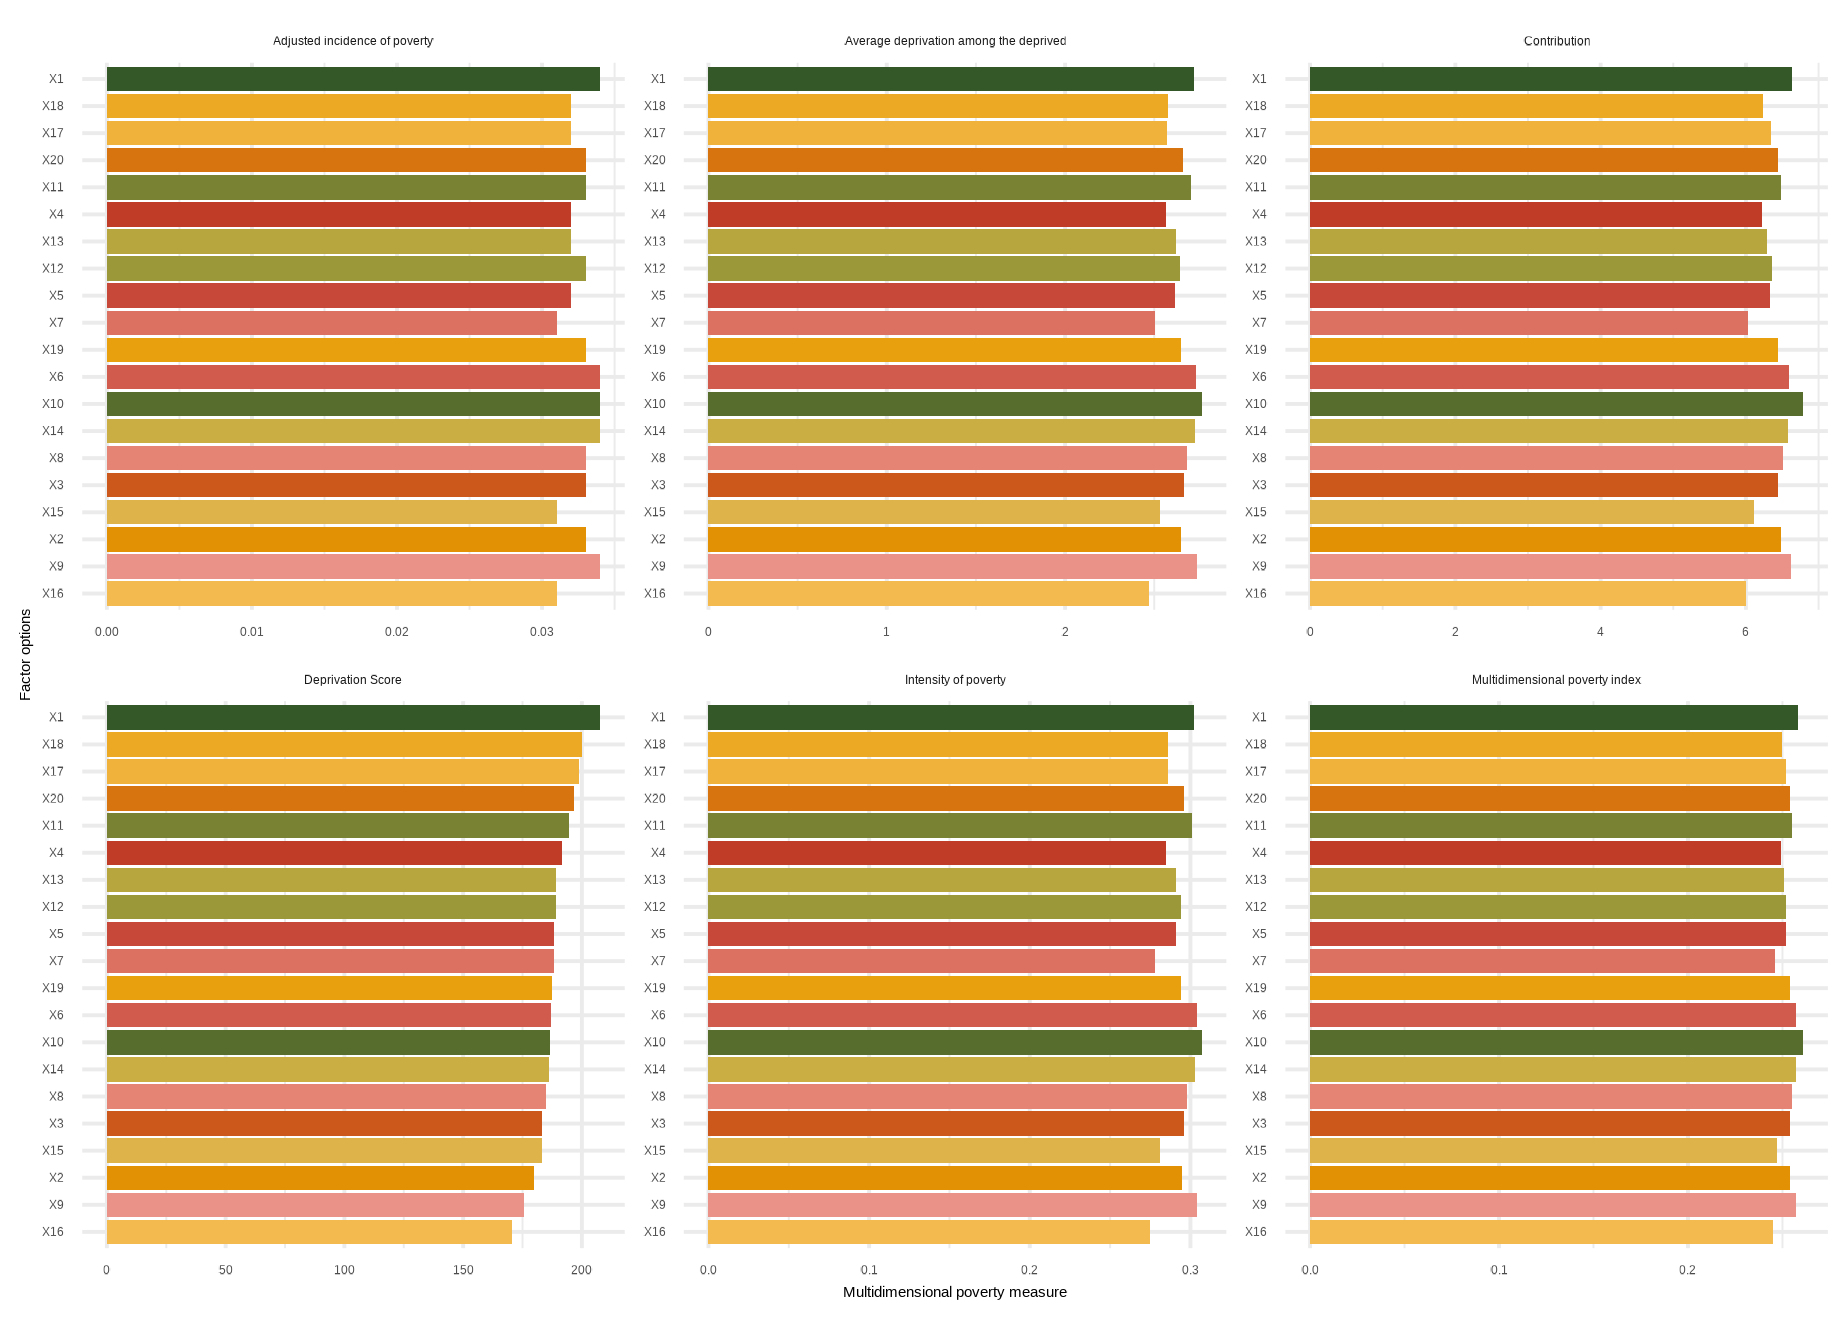 Adjusted incidence of poverty
X1
X18
X17
X20
X11
X4
X13
X12
X5
X7
X19
X6
X10
X14
X8
X3
X15
X2
X9
X16
0.00 0.01 0.02 0.03
Average deprivation among the deprived
X1
X18
X17
X20
X11
X4
X13
X12
X5
X7
X19
X6
X10
X14
X8
X3
X15
X2
X9
X16
0 1 2
Contribution
X1
X18
X17
X20
X11
X4
X13
X12
X5
X7
X19
X6
X10
X14
X8
X3
X15
X2
X9
X16
0 2 4 6
Factor options
Deprivation Score
X1
X18
X17
X20
X11
X4
X13
X12
X5
X7
X19
X6
X10
X14
X8
X3
X15
X2
X9
X16
0 50 100 150 200
Intensity of poverty
X1
X18
X17
X20
X11
X4
X13
X12
X5
X7
X19
X6
X10
X14
X8
X3
X15
X2
X9
X16
0.0 0.1 0.2 0.3
Multidimensional poverty index
X1
X18
X17
X20
X11
X4
X13
X12
X5
X7
X19
X6
X10
X14
X8
X3
X15
X2
X9
X16
0.0 0.1 0.2
Multidimensional poverty measure